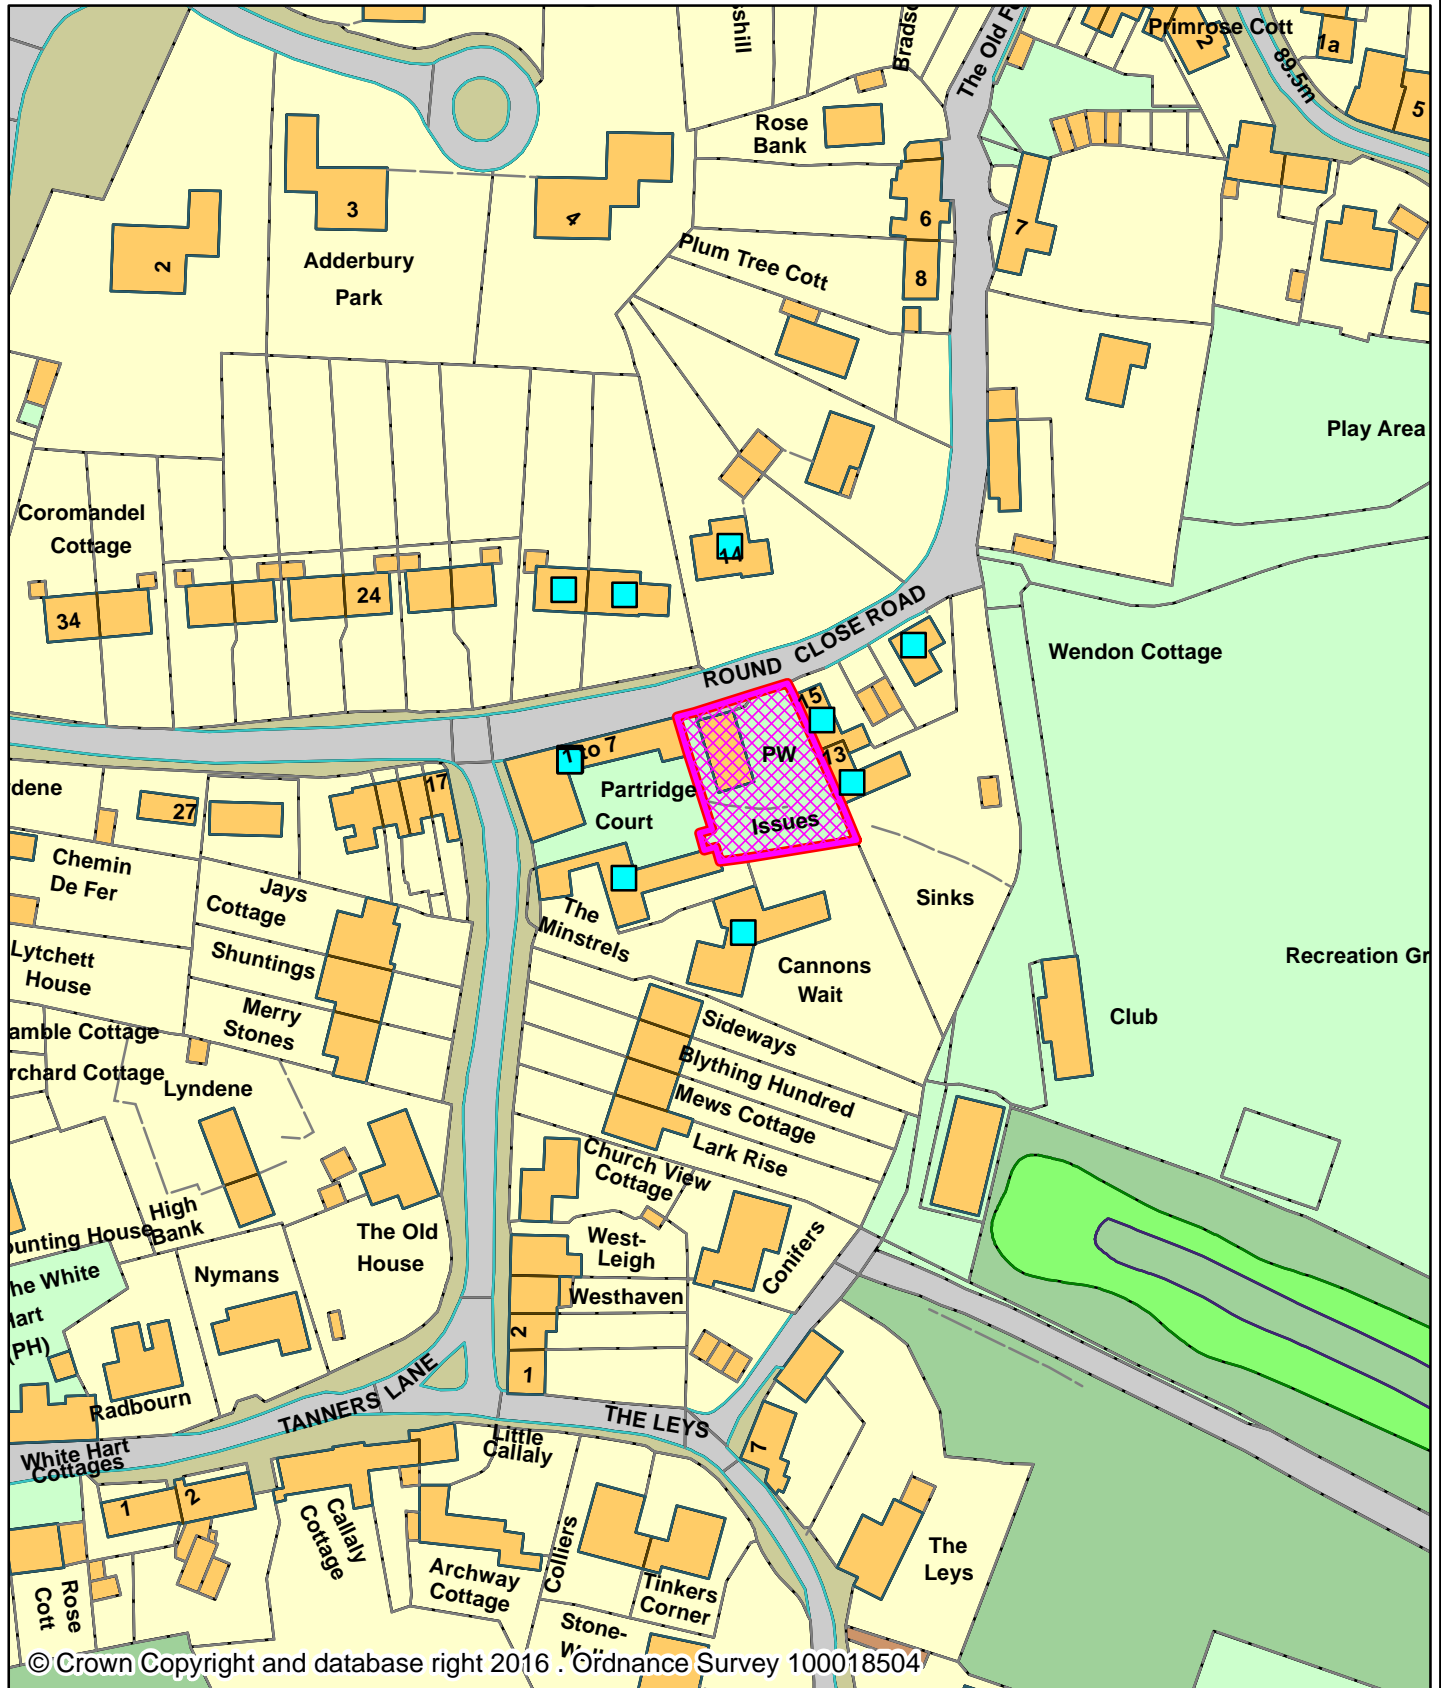 shill
Bradsc
The Old Fo
Primrose Cott
2
1a
89.5m
5
Rose
Bank
3
4
6
7
2
Adderbury
Park
Plum Tree Cott
8
Play Area
Coromandel
Cottage
14
24
34
ROUND CLOSE ROAD
Wendon Cottage
15
1 to 7
PW
13
dene
27
17
Partridge
Court
Issues
Chemin
De Fer
Jays
Cottage
Sinks
The
Minstrels
Lytchett
House
Shuntings
Cannons
Wait
Recreation Gr
Merry
Stones
Sideways
Club
amble Cottage
Blything Hundred
rchard Cottage
Lyndene
Mews Cottage
Lark Rise
Church View
Cottage
High
Bank
ounting House
The Old
House
West-
Leigh
Conifers
he White
Hart
(PH)
Nymans
Westhaven
2
1
Radbourn
TANNERS LANE
THE LEYS
7
White Hart
Cottages
Little
Callaly
1
2
Callaly
Cottage
Archway
Cottage
Colliers
The
Leys
Rose
Cott
Tinkers
Corner
Stone-
© Crown Copyright and database right 2016 . Ordnance Survey 100018504